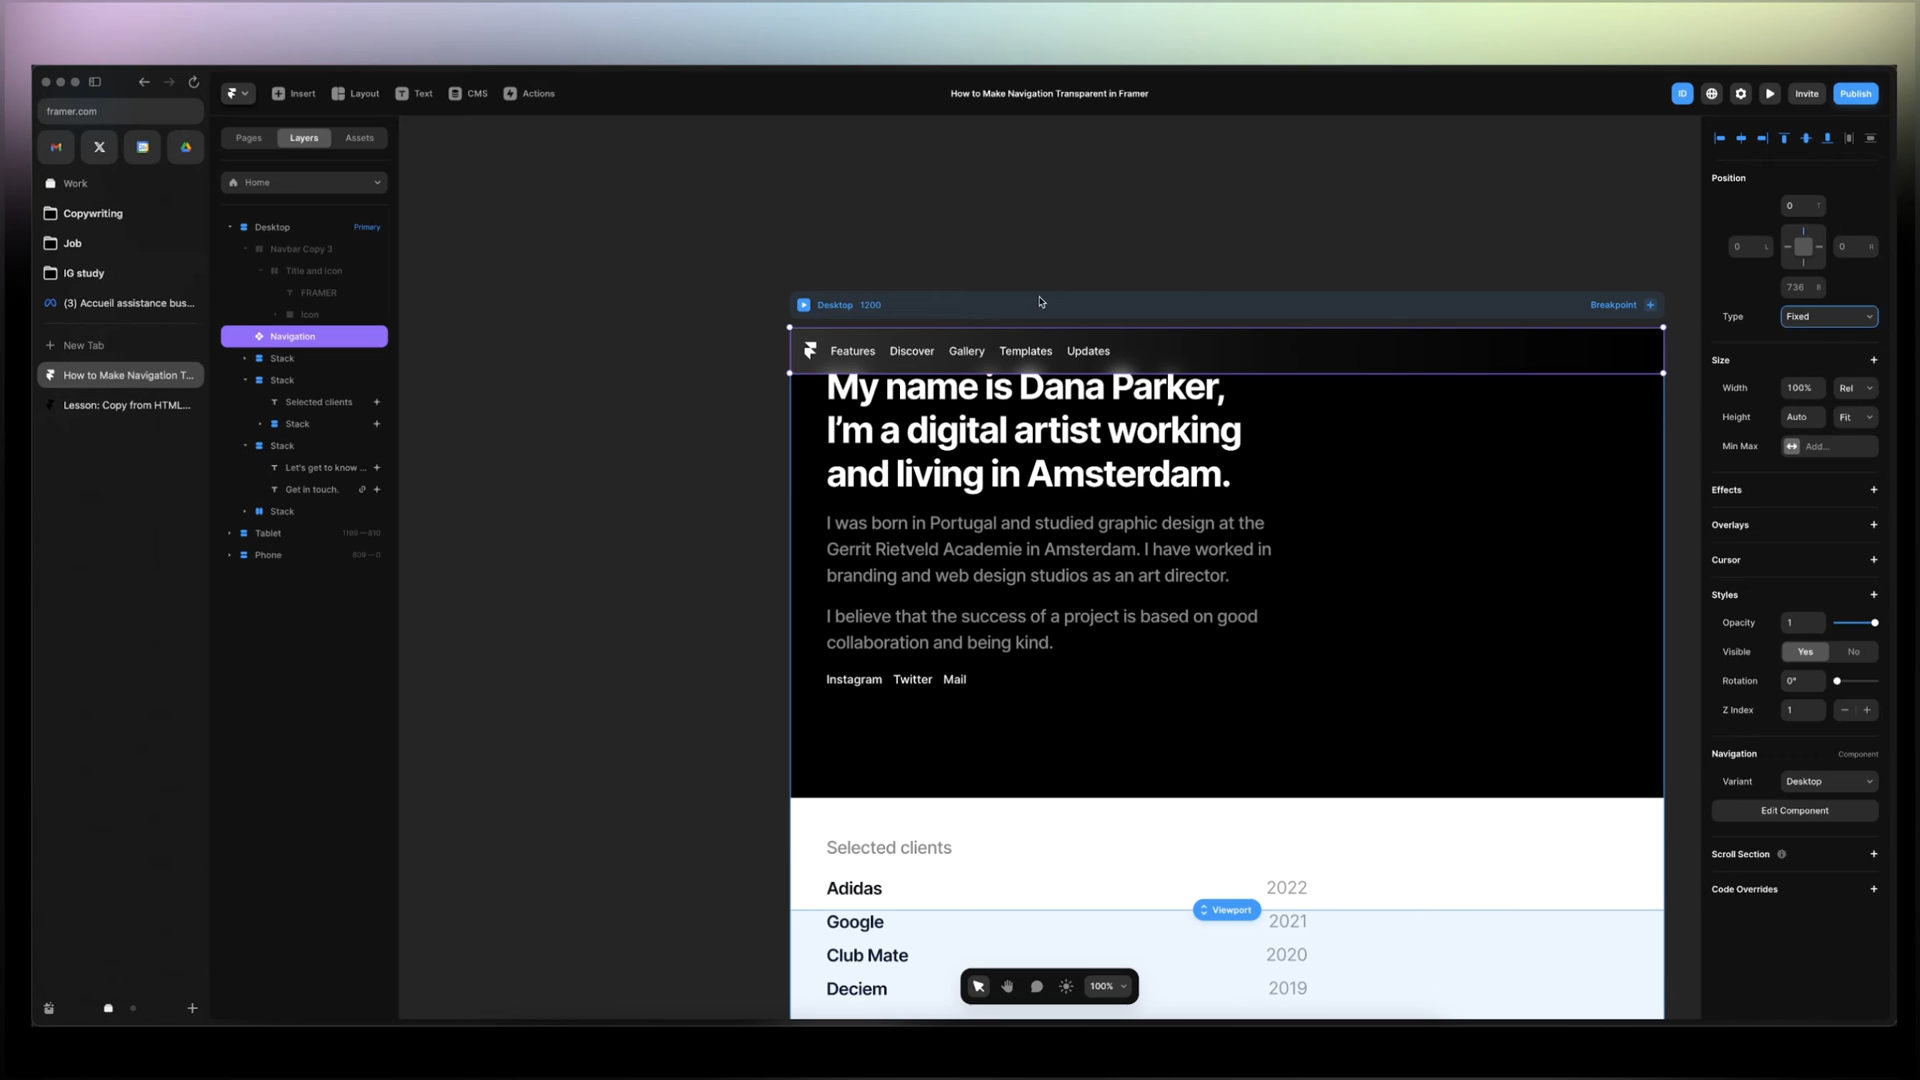 framer.com
Work
Copywriting
Job
IG study
(3) Accueil assistance bus...
New Tab
How to Make Navigation T...
Lesson: Copy from HTML...
Insert
Layout
Text
CMS
Actions
How to Make Navigation Transparent in Framer
ID
Invite
Publish
Pages
Layers
Assets
Home
Desktop
Primary
Navbar Copy 3
Title and Icon
FRAMER
Icon
Navigation
Stack
Stack
Selected clients
Stack
Stack
Let's get to know ...
Get in touch.
Stack
Tablet
1199—810
Phone
809—0
Desktop 1200
Breakpoint
Features
Discover
Gallery
Templates
Updates
My name is Dana Parker,
I'm a digital artist working
and living in Amsterdam.
I was born in Portugal and studied graphic design at the
Gerrit Rietveld Academie in Amsterdam. I have worked in
branding and web design studios as an art director.
I believe that the success of a project is based on good
collaboration and being kind.
Instagram Twitter Mail
Selected clients
Adidas 2022
Viewport
Google 2021
Club Mate 2020
Deciem 2019
100%
Position
0 T
0 L
0 R
736 B
Type Fixed
Size
Width 100% Rel
Height Auto Fit
Min Max Add...
Effects
Overlays
Cursor
Styles
Opacity 1
Visible Yes No
Rotation 0°
Z Index 1
Navigation Component
Variant Desktop
Edit Component
Scroll Section
Code Overrides